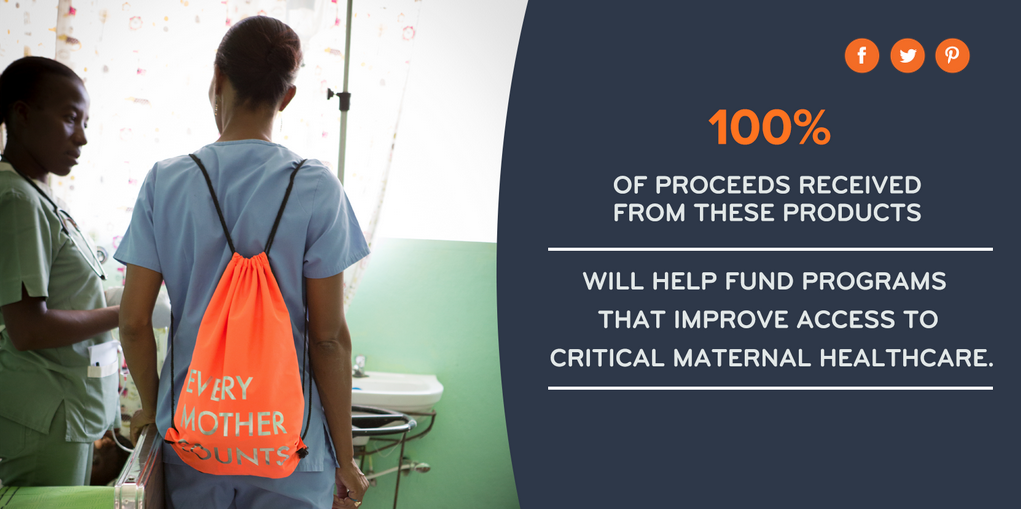 EVERY
MOTHER
COUNTS
100%
OF PROCEEDS RECEIVED
FROM THESE PRODUCTS
WILL HELP FUND PROGRAMS
THAT IMPROVE ACCESS TO
CRITICAL MATERNAL HEALTHCARE.